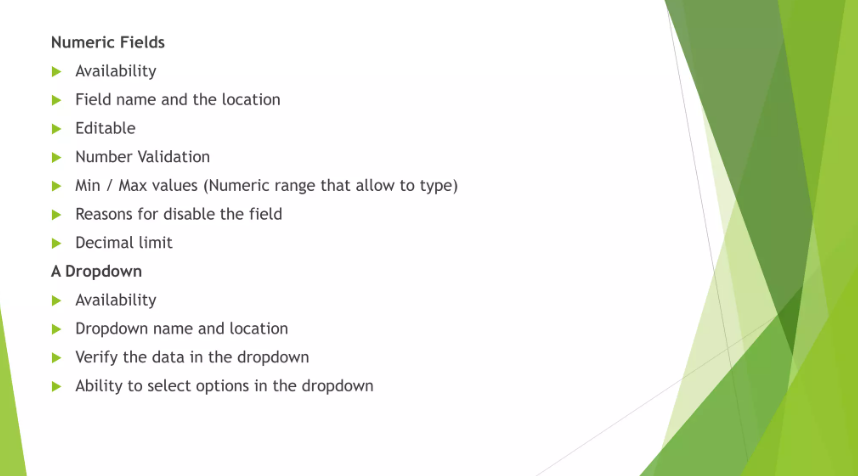 Numeric Fields
Availability
Field name and the location
Editable
Number Validation
Min / Max values (Numeric range that allow to type)
Reasons for disable the field
Decimal limit
A Dropdown
Availability
Dropdown name and location
Verify the data in the dropdown
Ability to select options in the dropdown